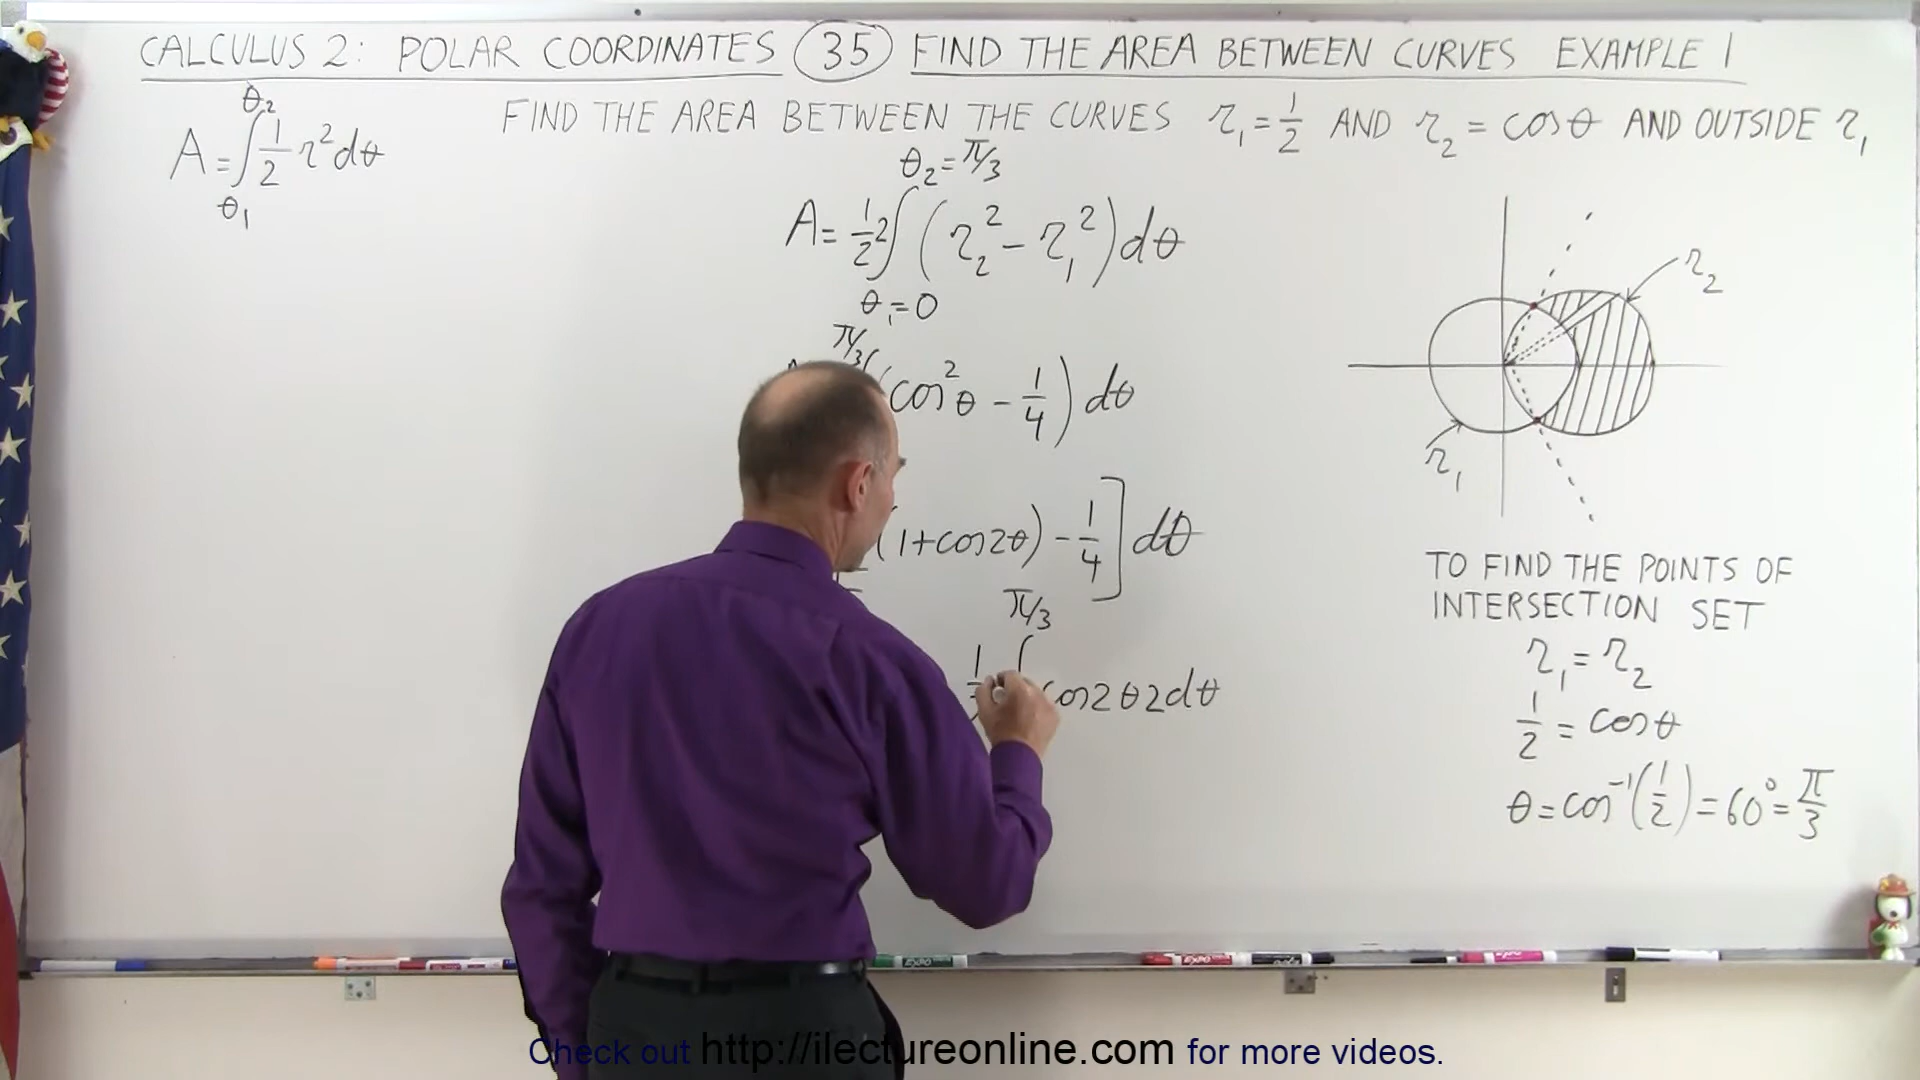 CALCULUS 2: POLAR COORDINATES 35 FIND THE AREA BETWEEN CURVES EXAMPLE 1
A = ∫θ₁^θ₂ 1/2 r² dθ
FIND THE AREA BETWEEN THE CURVES r₁ = 1/2 AND r₂ = cosθ AND OUTSIDE r₁
θ₂ = π/3
A = 1/2 2∫ (r₂² - r₁²) dθ
θ₁ = 0
π/3
(cos²θ - 1/4) dθ
(1+cos2θ) - 1/4] dθ
π/3
∫ cos2θ2dθ
r₂
r₁
TO FIND THE POINTS OF
INTERSECTION SET
r₁ = r₂
1/2 = cosθ
θ = cos⁻¹(1/2) = 60° = π/3
Check out http://ilectureonline.com for more videos.